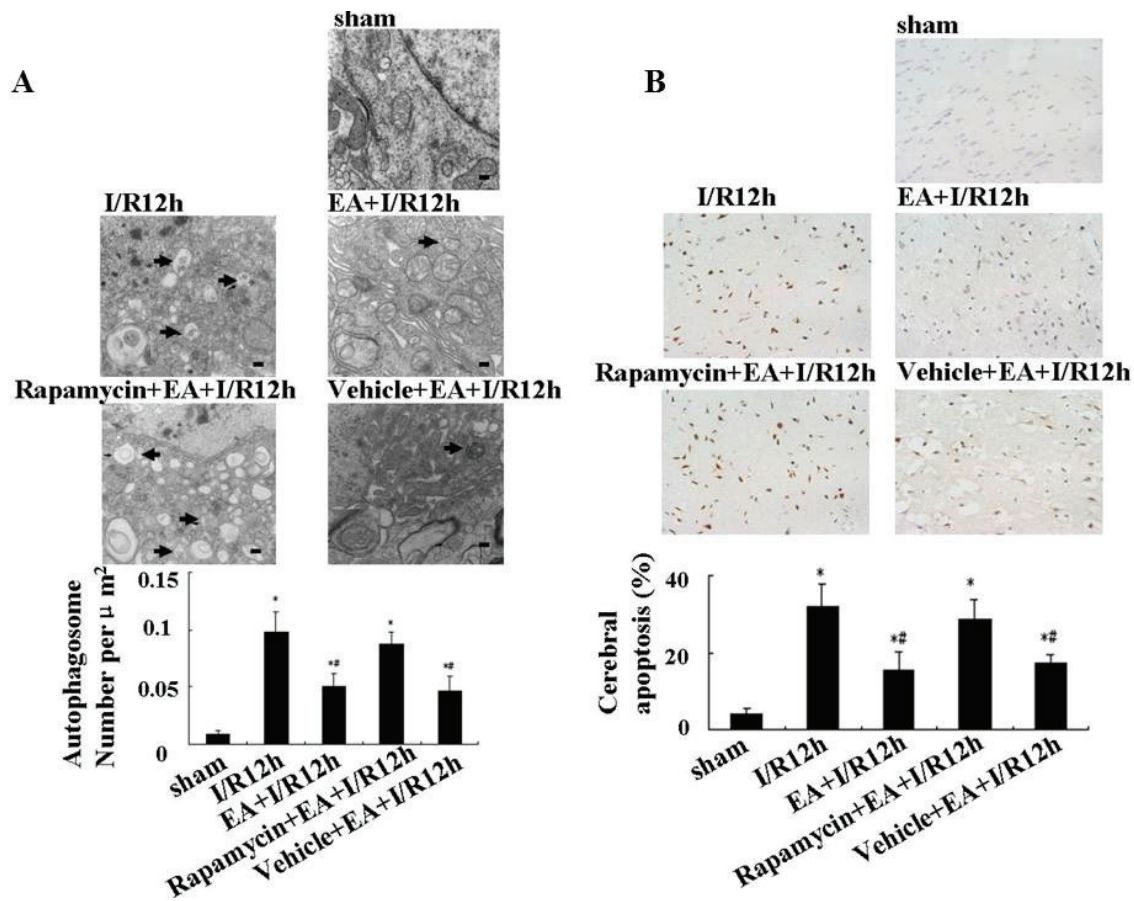 A
sham
I/R12h
EA+I/R12h
Rapamycin+EA+I/R12h
Vehicle+EA+I/R12h
Autophagosome
Number per μ m²
0.15
0.1
0.05
0
*
*#
*
*#
sham
I/R12h
EA+I/R12h
Rapamycin+EA+I/R12h
Vehicle+EA+I/R12h
B
sham
I/R12h
EA+I/R12h
Rapamycin+EA+I/R12h
Vehicle+EA+I/R12h
Cerebral
apoptosis (%)
60
40
20
0
*
*#
*
*#
sham
I/R12h
EA+I/R12h
Rapamycin+EA+I/R12h
Vehicle+EA+I/R12h